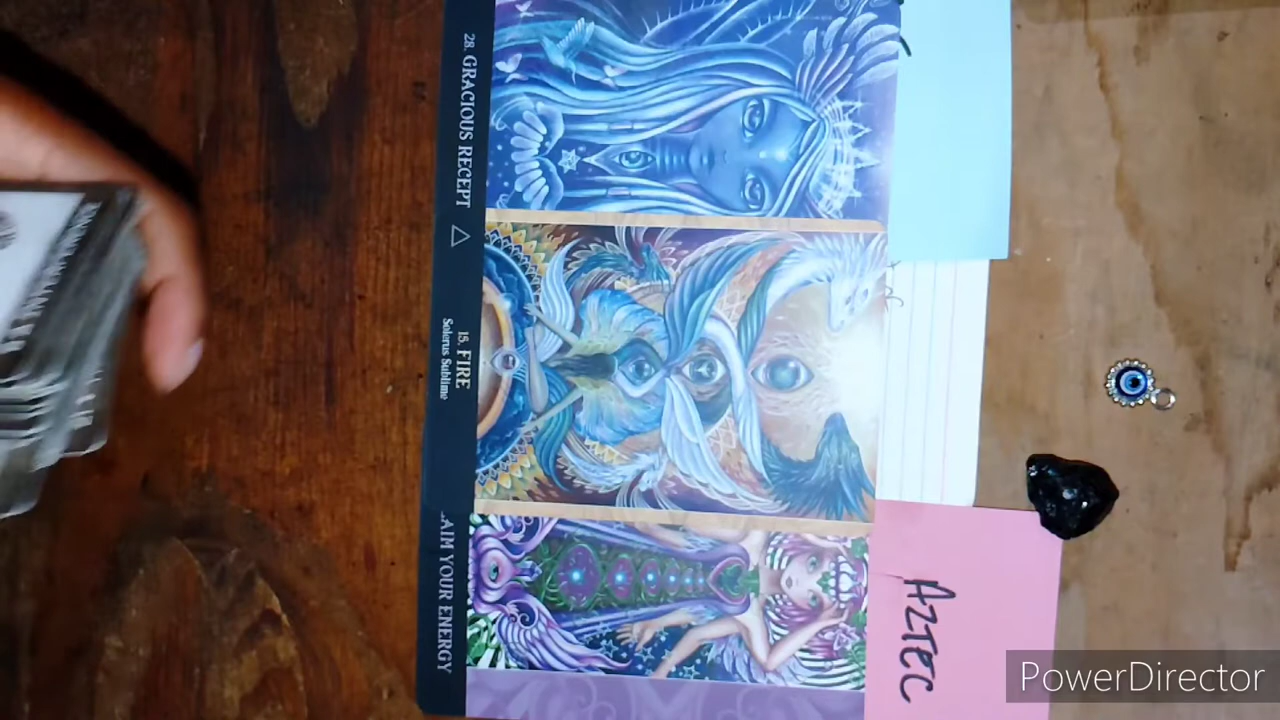 28. GRACIOUS RECEPT
15. FIRE
Solerus Sublime
AIM YOUR ENERGY
AZTEC
PowerDirector